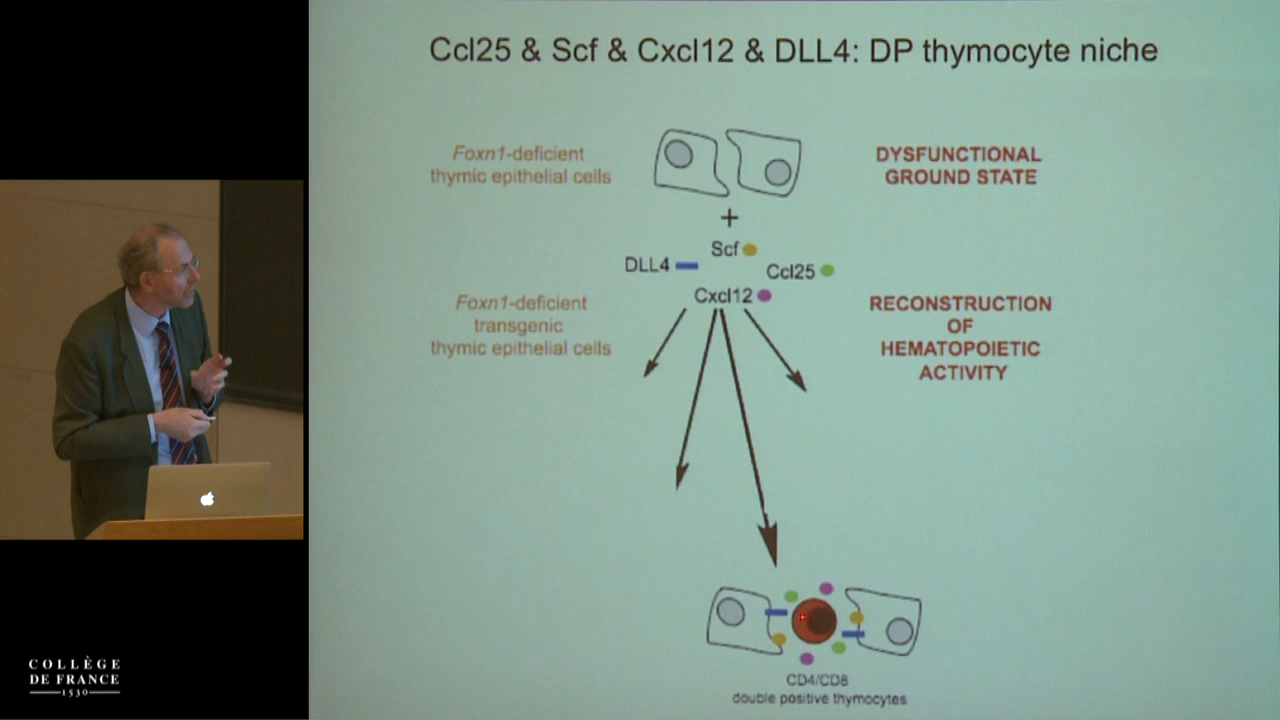 Ccl25 & Scf & Cxcl12 & DLL4: DP thymocyte niche
Foxn1-deficient
thymic epithelial cells
DYSFUNCTIONAL
GROUND STATE
+
Scf
DLL4
Ccl25
Cxcl12
Foxn1-deficient
transgenic
thymic epithelial cells
RECONSTRUCTION
OF
HEMATOPOIETIC
ACTIVITY
CD4/CD8
double positive thymocytes
COLLÈGE
DE FRANCE
1530